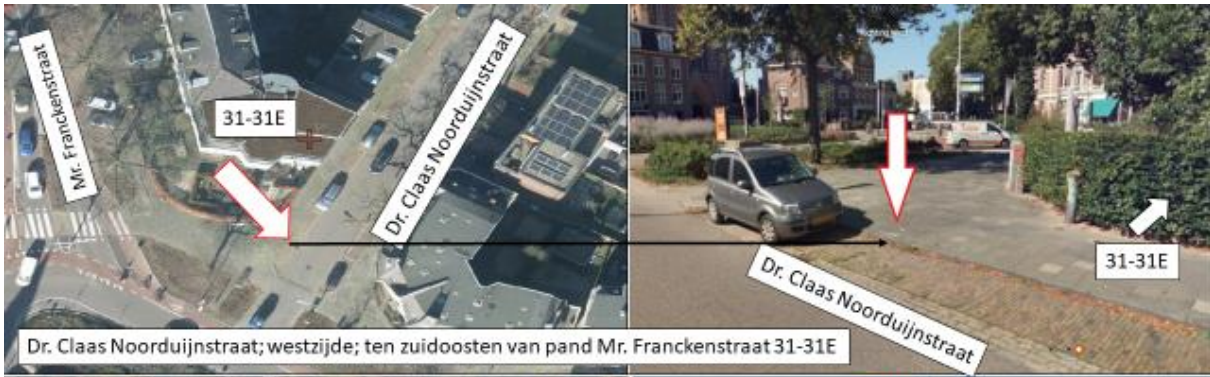 Mr. Franckenstraat
31-31E
Dr. Claas Noorduijnstraat
Dr. Claas Noorduijnstraat
31-31E
Dr. Claas Noorduijnstraat; westzijde; ten zuidoosten van pand Mr. Franckenstraat 31-31E